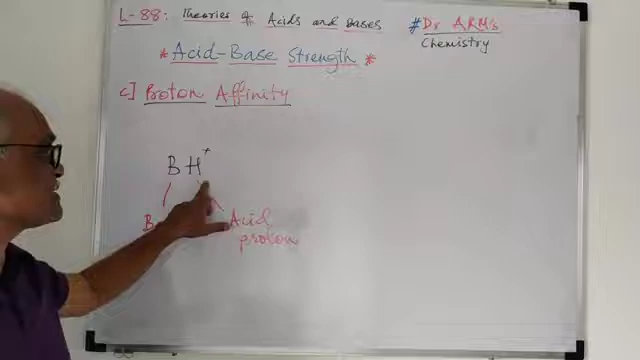 L-88: Theories of Acids and Bases
# Dr ARM's
Chemistry
* Acid-Base Strength *
c] Proton Affinity
BH+
B
Acid
proton